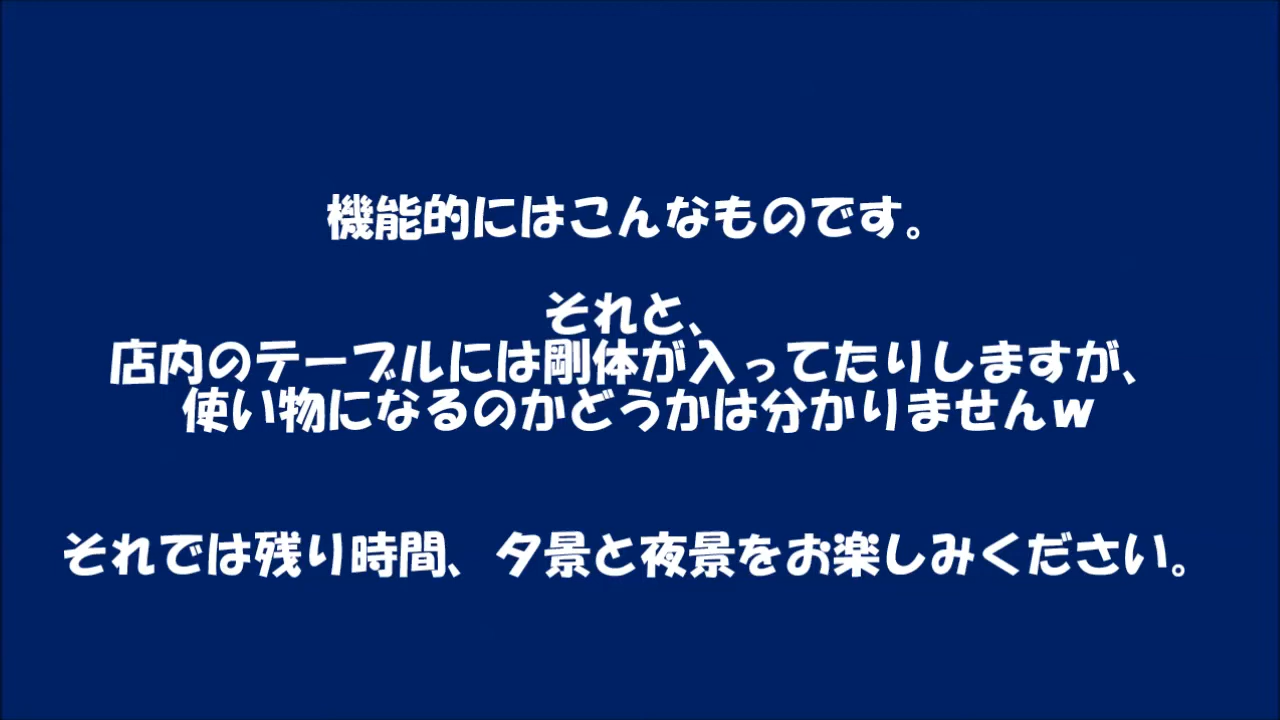 機能的にはこんなものです。
それと、
店内のテーブルには剛体が入ってたりしますが、
使い物になるのかどうかは分かりませんｗ
それでは残り時間、夕景と夜景をお楽しみください。